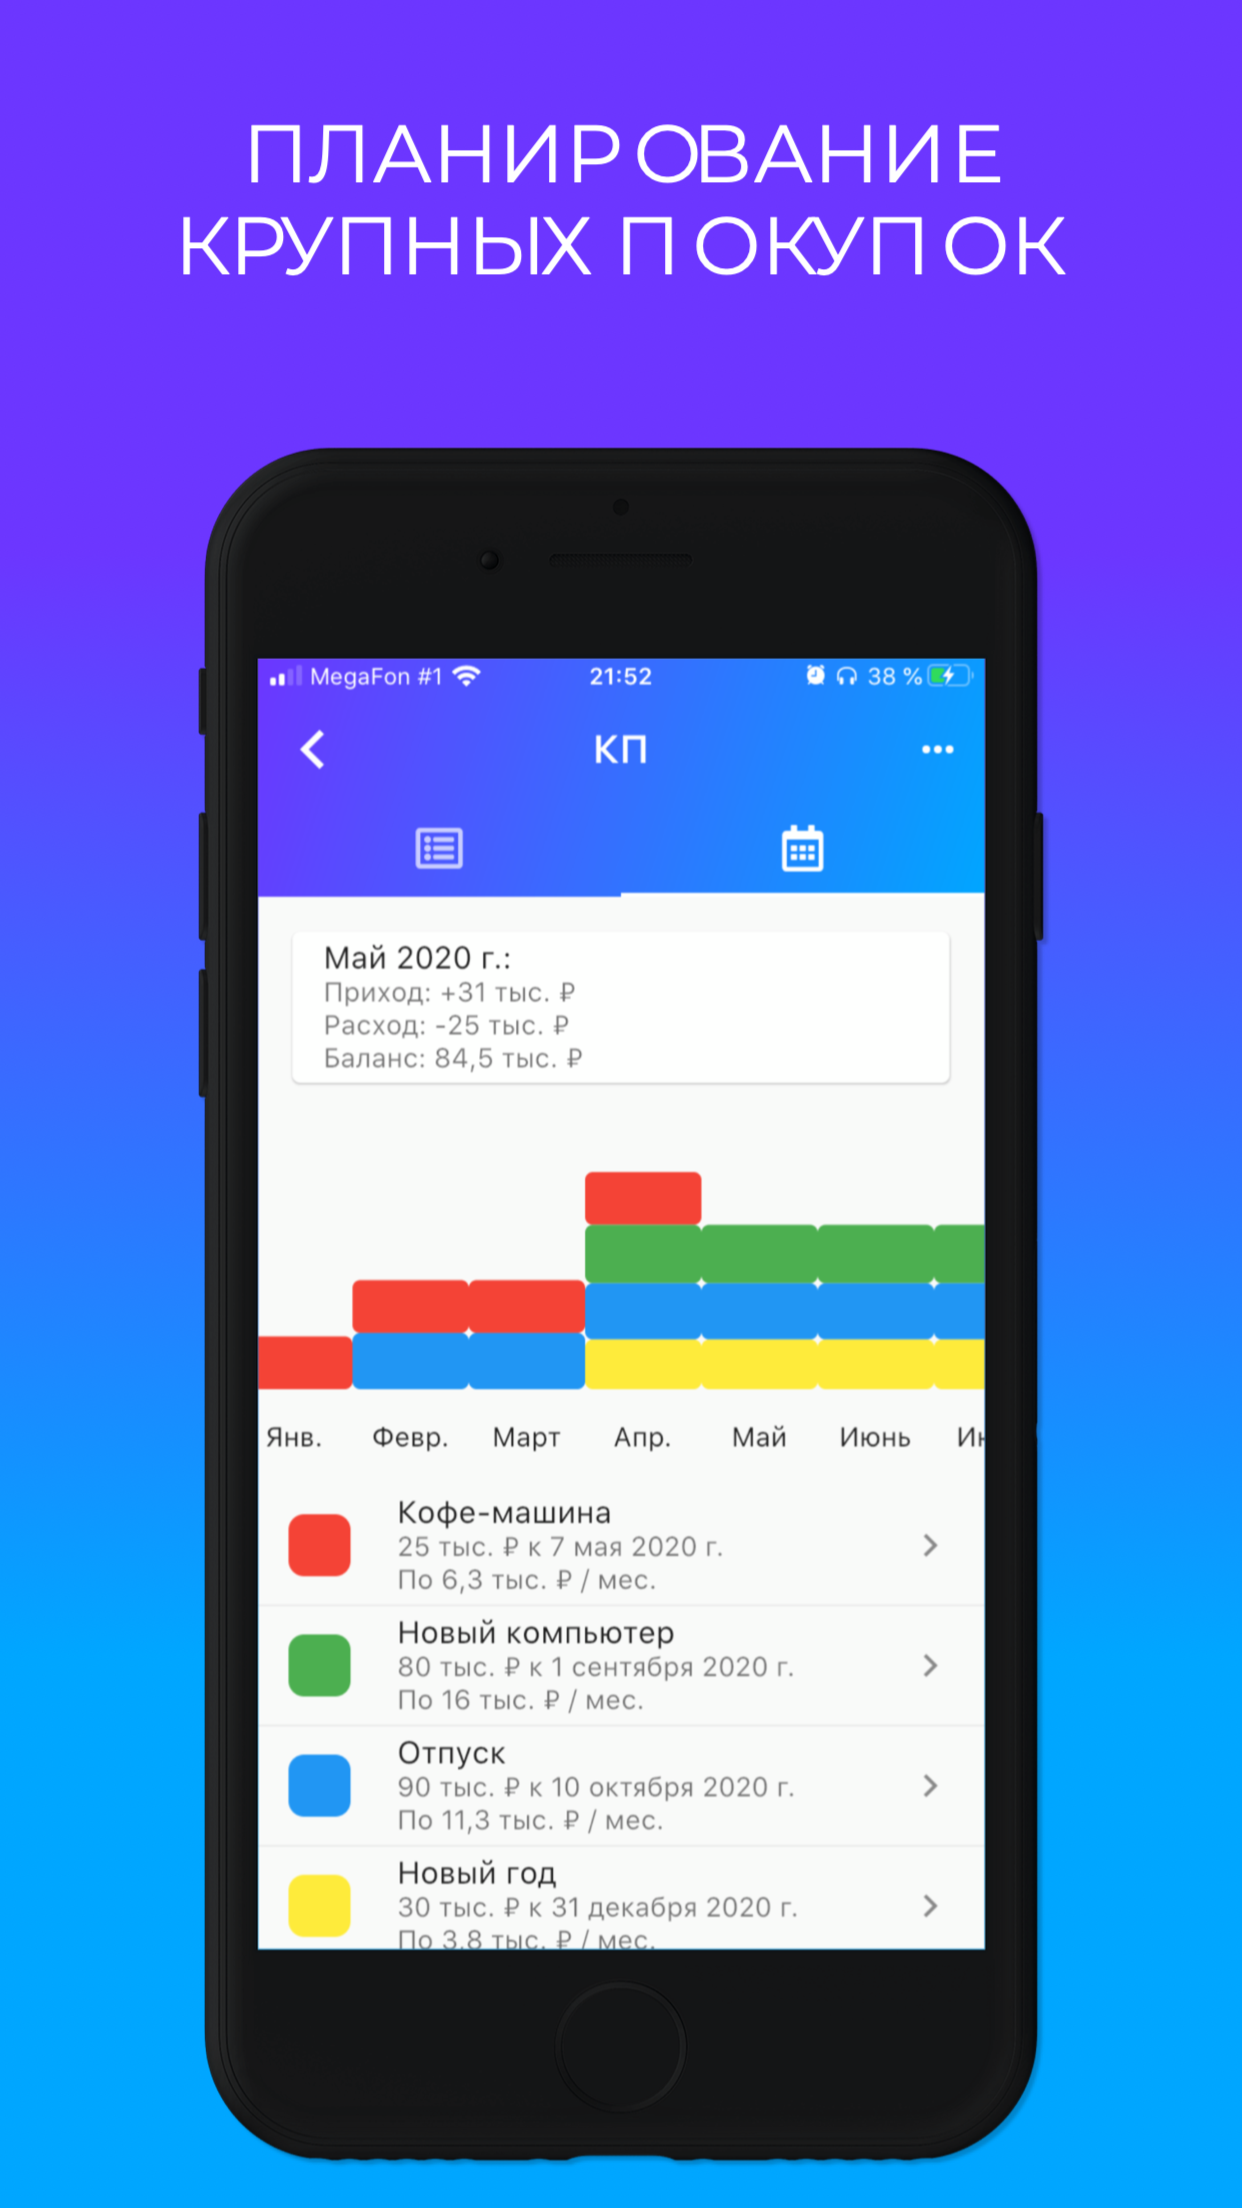 ПЛАНИРОВАНИЕ
КРУПНЫХ ПОКУПОК
MegaFon #1 21:52 38 %
КП
Май 2020 г.:
Приход: +31 тыс. ₽
Расход: -25 тыс. ₽
Баланс: 84,5 тыс. ₽
Янв. Февр. Март Апр. Май Июнь
Кофе-машина
25 тыс. ₽ к 7 мая 2020 г.
По 6,3 тыс. ₽ / мес.
Новый компьютер
80 тыс. ₽ к 1 сентября 2020 г.
По 16 тыс. ₽ / мес.
Отпуск
90 тыс. ₽ к 10 октября 2020 г.
По 11,3 тыс. ₽ / мес.
Новый год
30 тыс. ₽ к 31 декабря 2020 г.
По 3,8 тыс. ₽ / мес.